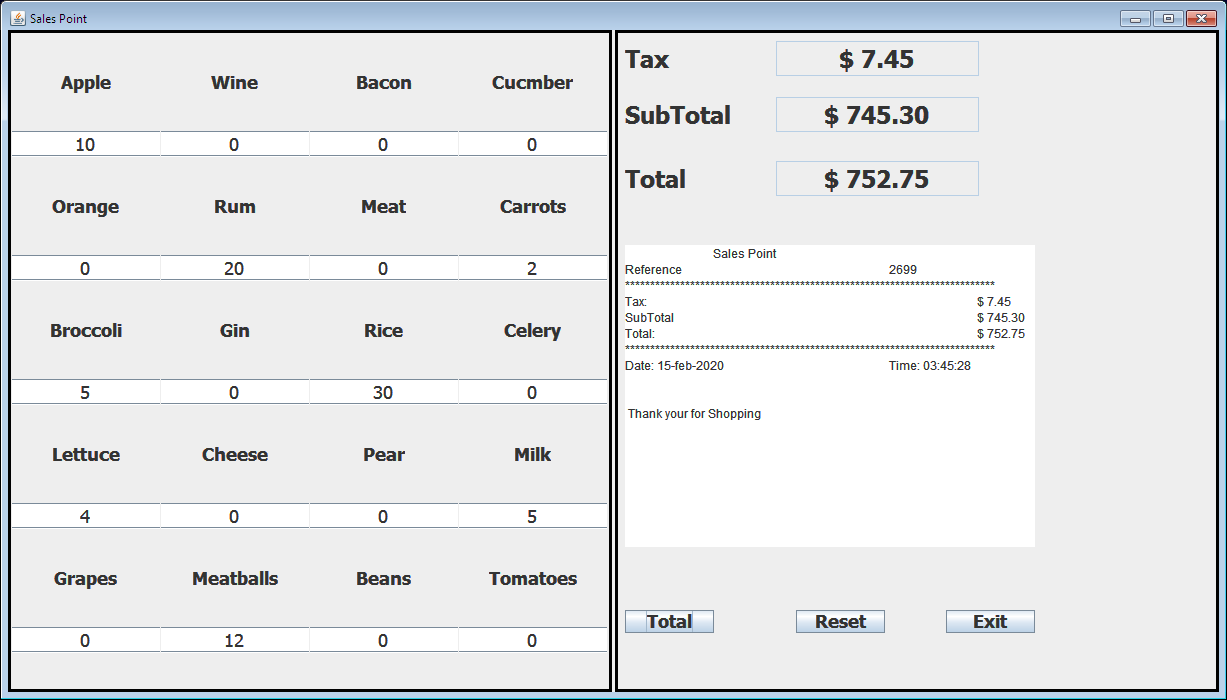 Sales Point
Apple Wine Bacon Cucmber
10 0 0 0
Orange Rum Meat Carrots
0 20 0 2
Broccoli Gin Rice Celery
5 0 30 0
Lettuce Cheese Pear Milk
4 0 0 5
Grapes Meatballs Beans Tomatoes
0 12 0 0
Tax $ 7.45
SubTotal $ 745.30
Total $ 752.75
Sales Point
Reference 2699
**************************************************************************
Tax: $ 7.45
SubTotal $ 745.30
Total: $ 752.75
**************************************************************************
Date: 15-feb-2020 Time: 03:45:28
Thank your for Shopping
Total Reset Exit